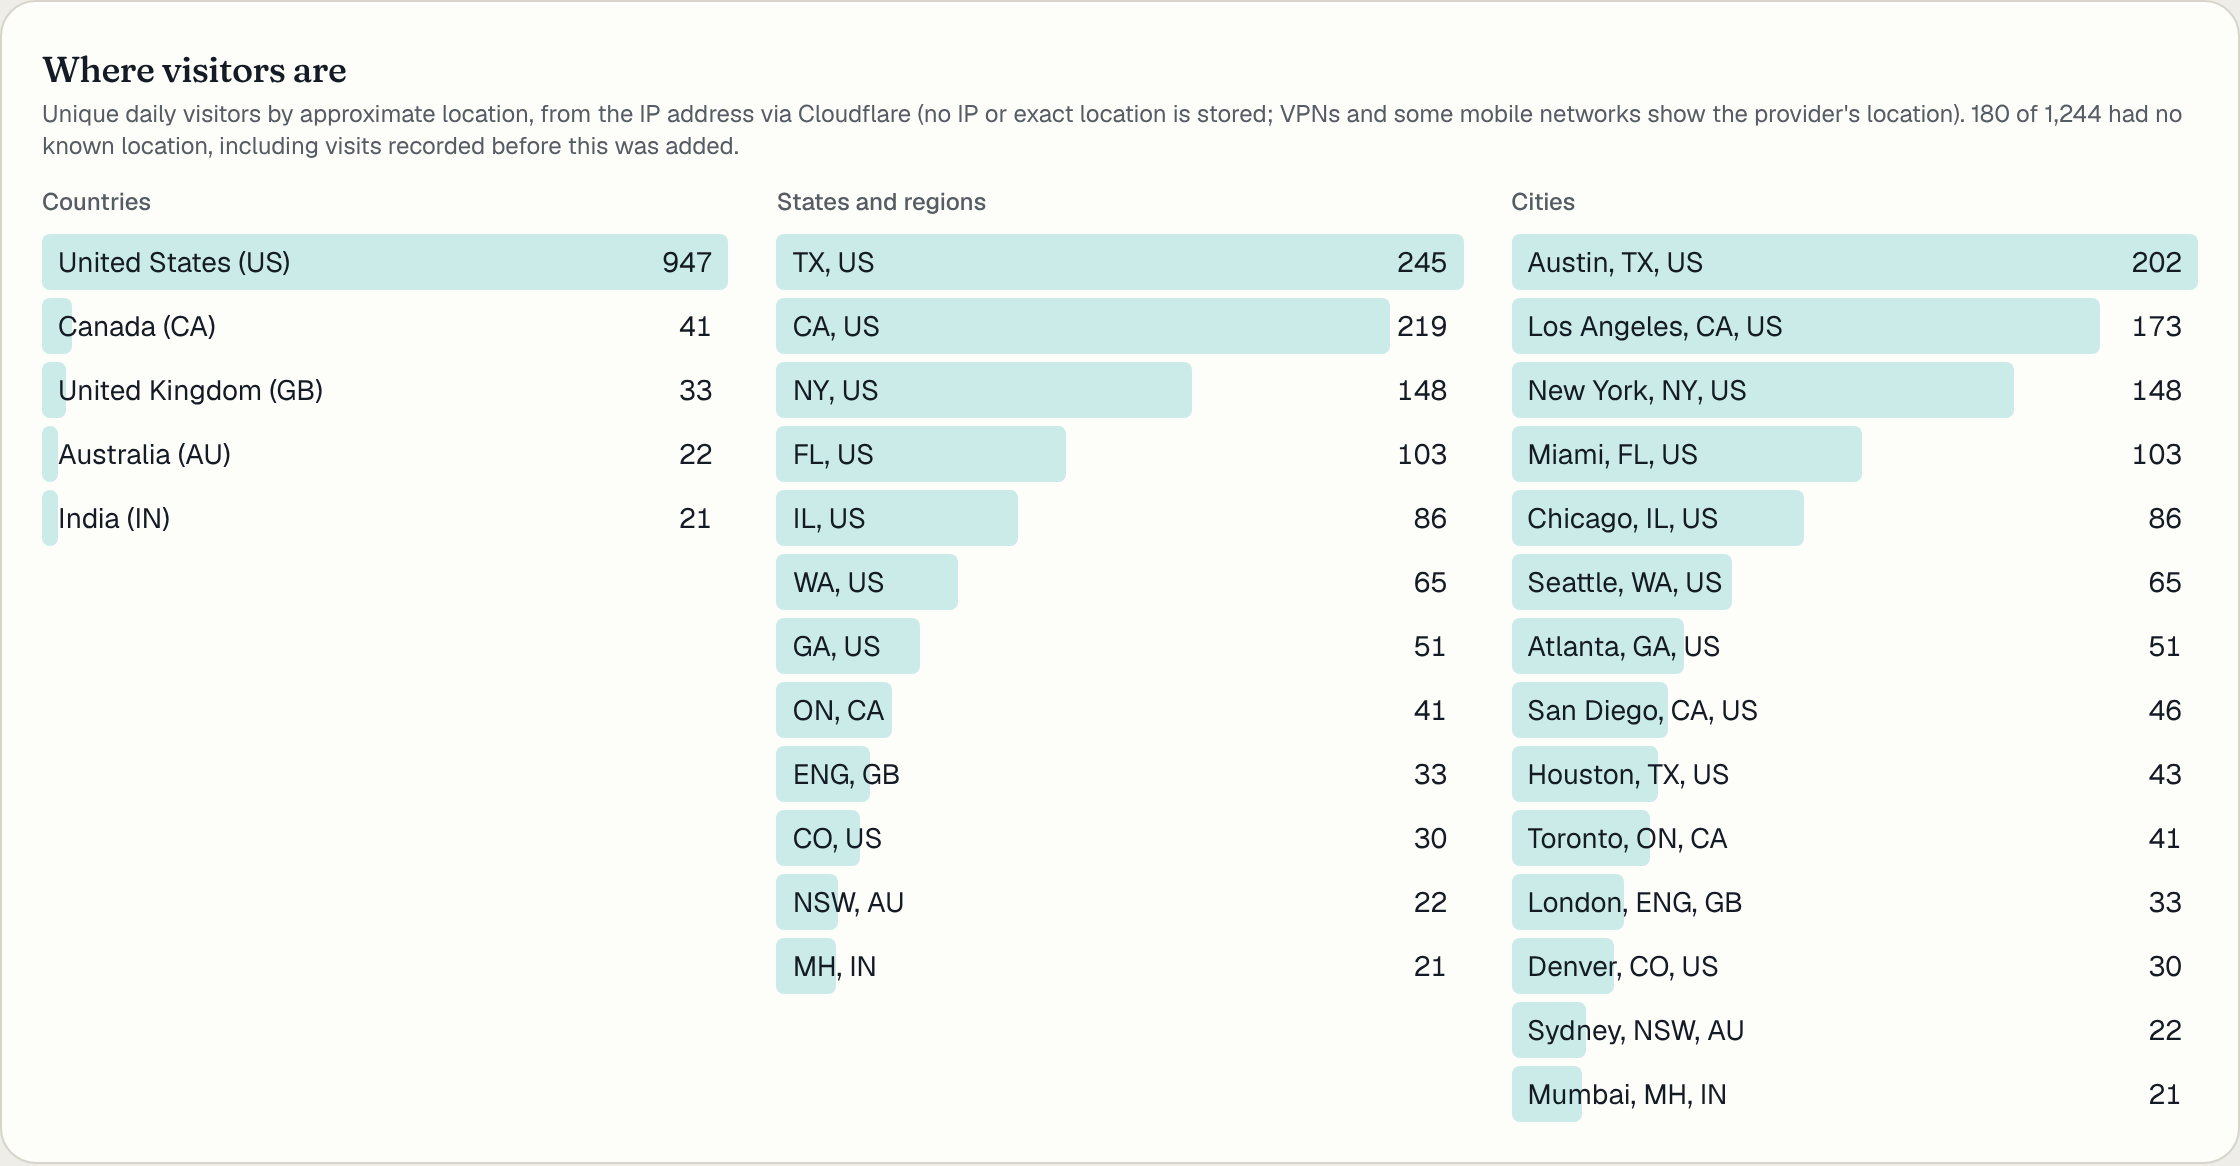 Where visitors are
Unique daily visitors by approximate location, from the IP address via Cloudflare (no IP or exact location is stored; VPNs and some mobile networks show the provider's location). 180 of 1,244 had no
known location, including visits recorded before this was added.
Countries
United States (US) 947
Canada (CA) 41
United Kingdom (GB) 33
Australia (AU) 22
India (IN) 21
States and regions
TX, US 245
CA, US 219
NY, US 148
FL, US 103
IL, US 86
WA, US 65
GA, US 51
ON, CA 41
ENG, GB 33
CO, US 30
NSW, AU 22
MH, IN 21
Cities
Austin, TX, US 202
Los Angeles, CA, US 173
New York, NY, US 148
Miami, FL, US 103
Chicago, IL, US 86
Seattle, WA, US 65
Atlanta, GA, US 51
San Diego, CA, US 46
Houston, TX, US 43
Toronto, ON, CA 41
London, ENG, GB 33
Denver, CO, US 30
Sydney, NSW, AU 22
Mumbai, MH, IN 21